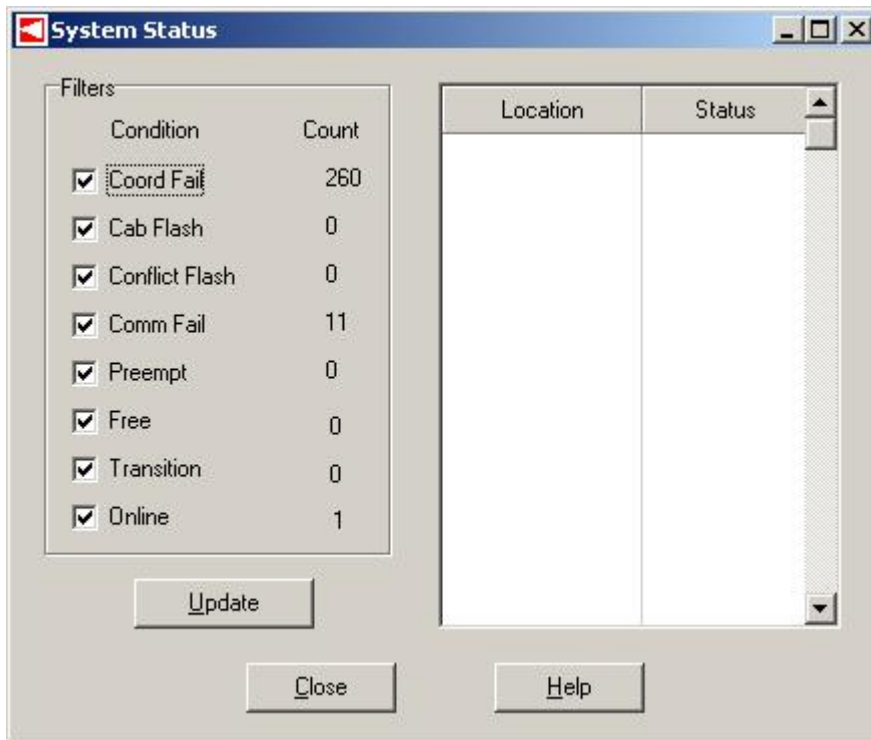 System Status
Filters
Condition Count
Coord Fail 260
Cab Flash 0
Conflict Flash 0
Comm Fail 11
Preempt 0
Free 0
Transition 0
Online 1
Update
Location Status
Close Help